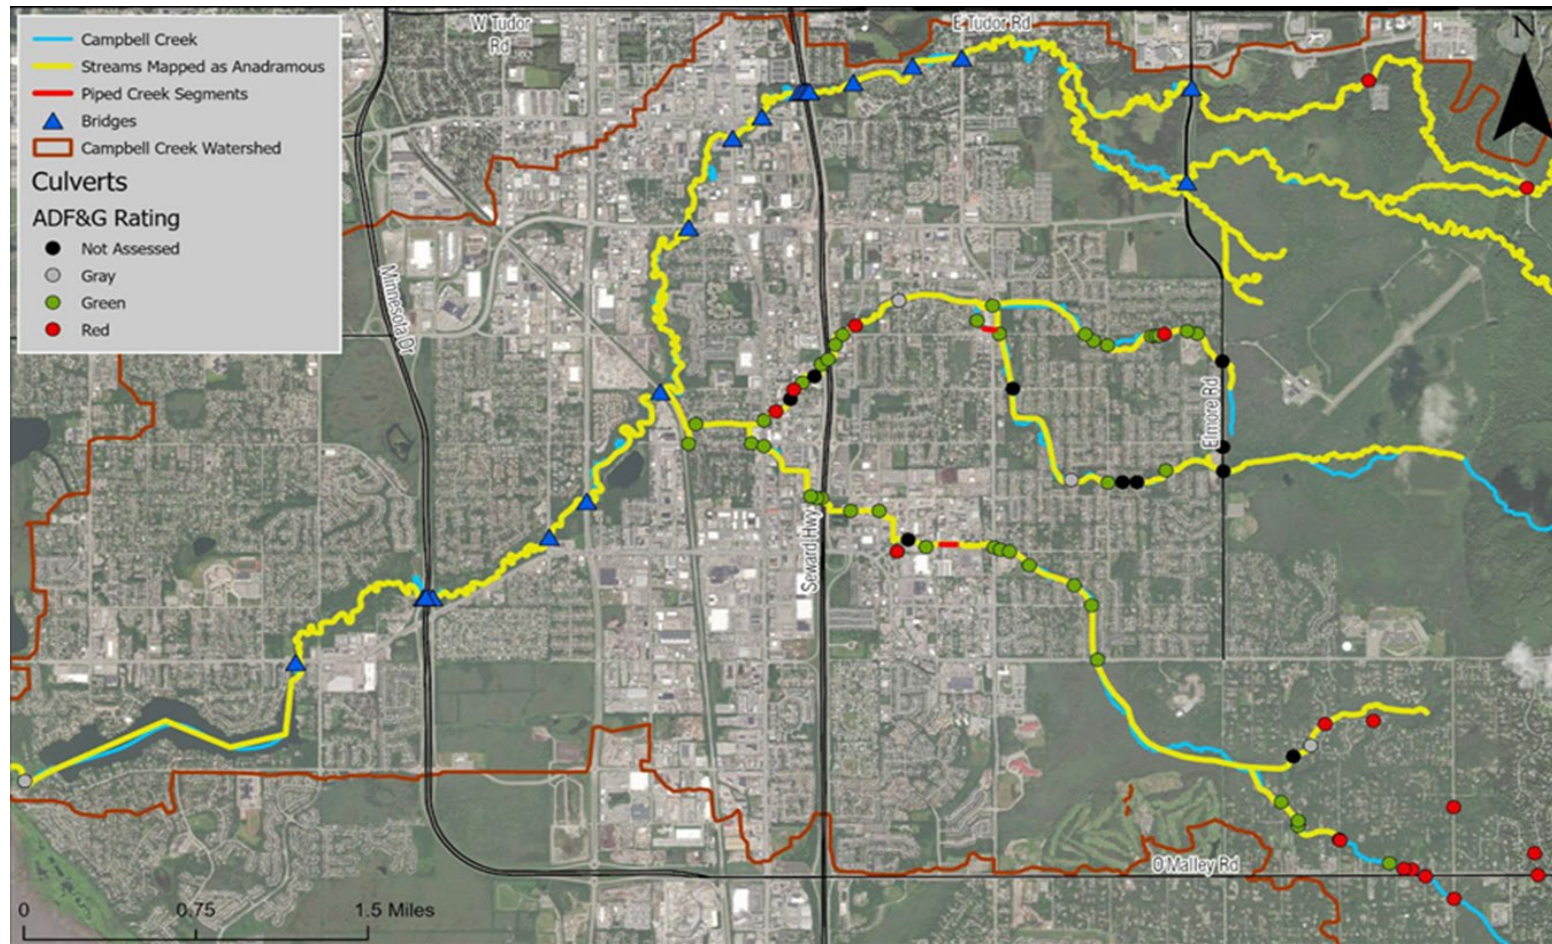 Campbell Creek
Streams Mapped as Anadramous
Piped Creek Segments
Bridges
Campbell Creek Watershed
Culverts
ADF&G Rating
Not Assessed
Gray
Green
Red
W Tudor
Rd
E Tudor Rd
N
Minnesota Dr
Elmore Rd
Seward Hwy
O'Malley Rd
0
0.75
1.5 Miles